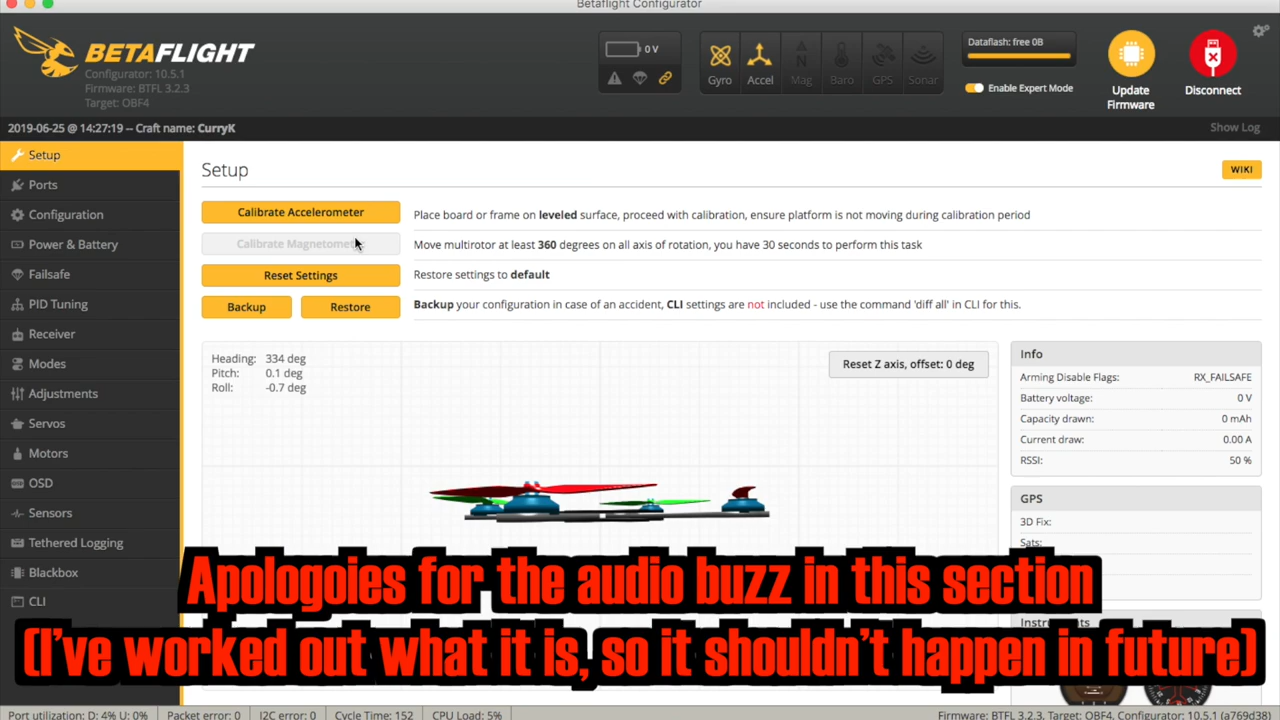 Betaflight Configurator
BETAFLIGHT
Configurator: 10.5.1
Firmware: BTFL 3.2.3
Target: OBF4
0 V
Gyro
Accel
Mag
Baro
GPS
Sonar
Dataflash: free 0B
Enable Expert Mode
Update
Firmware
Disconnect
2019-06-25 @ 14:27:19 -- Craft name: CurryK
Show Log
Setup
Ports
Configuration
Power & Battery
Failsafe
PID Tuning
Receiver
Modes
Adjustments
Servos
Motors
OSD
Sensors
Tethered Logging
Blackbox
CLI
Setup
WIKI
Calibrate Accelerometer
Place board or frame on leveled surface, proceed with calibration, ensure platform is not moving during calibration period
Calibrate Magnetome
Move multirotor at least 360 degrees on all axis of rotation, you have 30 seconds to perform this task
Reset Settings
Restore settings to default
Backup
Restore
Backup your configuration in case of an accident, CLI settings are not included - use the command 'diff all' in CLI for this.
Heading: 334 deg
Pitch: 0.1 deg
Roll: -0.7 deg
Reset Z axis, offset: 0 deg
Info
Arming Disable Flags: RX_FAILSAFE
Battery voltage: 0 V
Capacity drawn: 0 mAh
Current draw: 0.00 A
RSSI: 50 %
GPS
3D Fix:
Sats:
Apologoies for the audio buzz in this section
(I've worked out what it is, so it shouldn't happen in future)
Port utilization: D: 4% U: 0%
Packet error: 0
I2C error: 0
Cycle Time: 152
CPU Load: 5%
Firmware: BTFL 3.2.3, Target: OBF4, Configurator: 10.5.1 (a769d38)